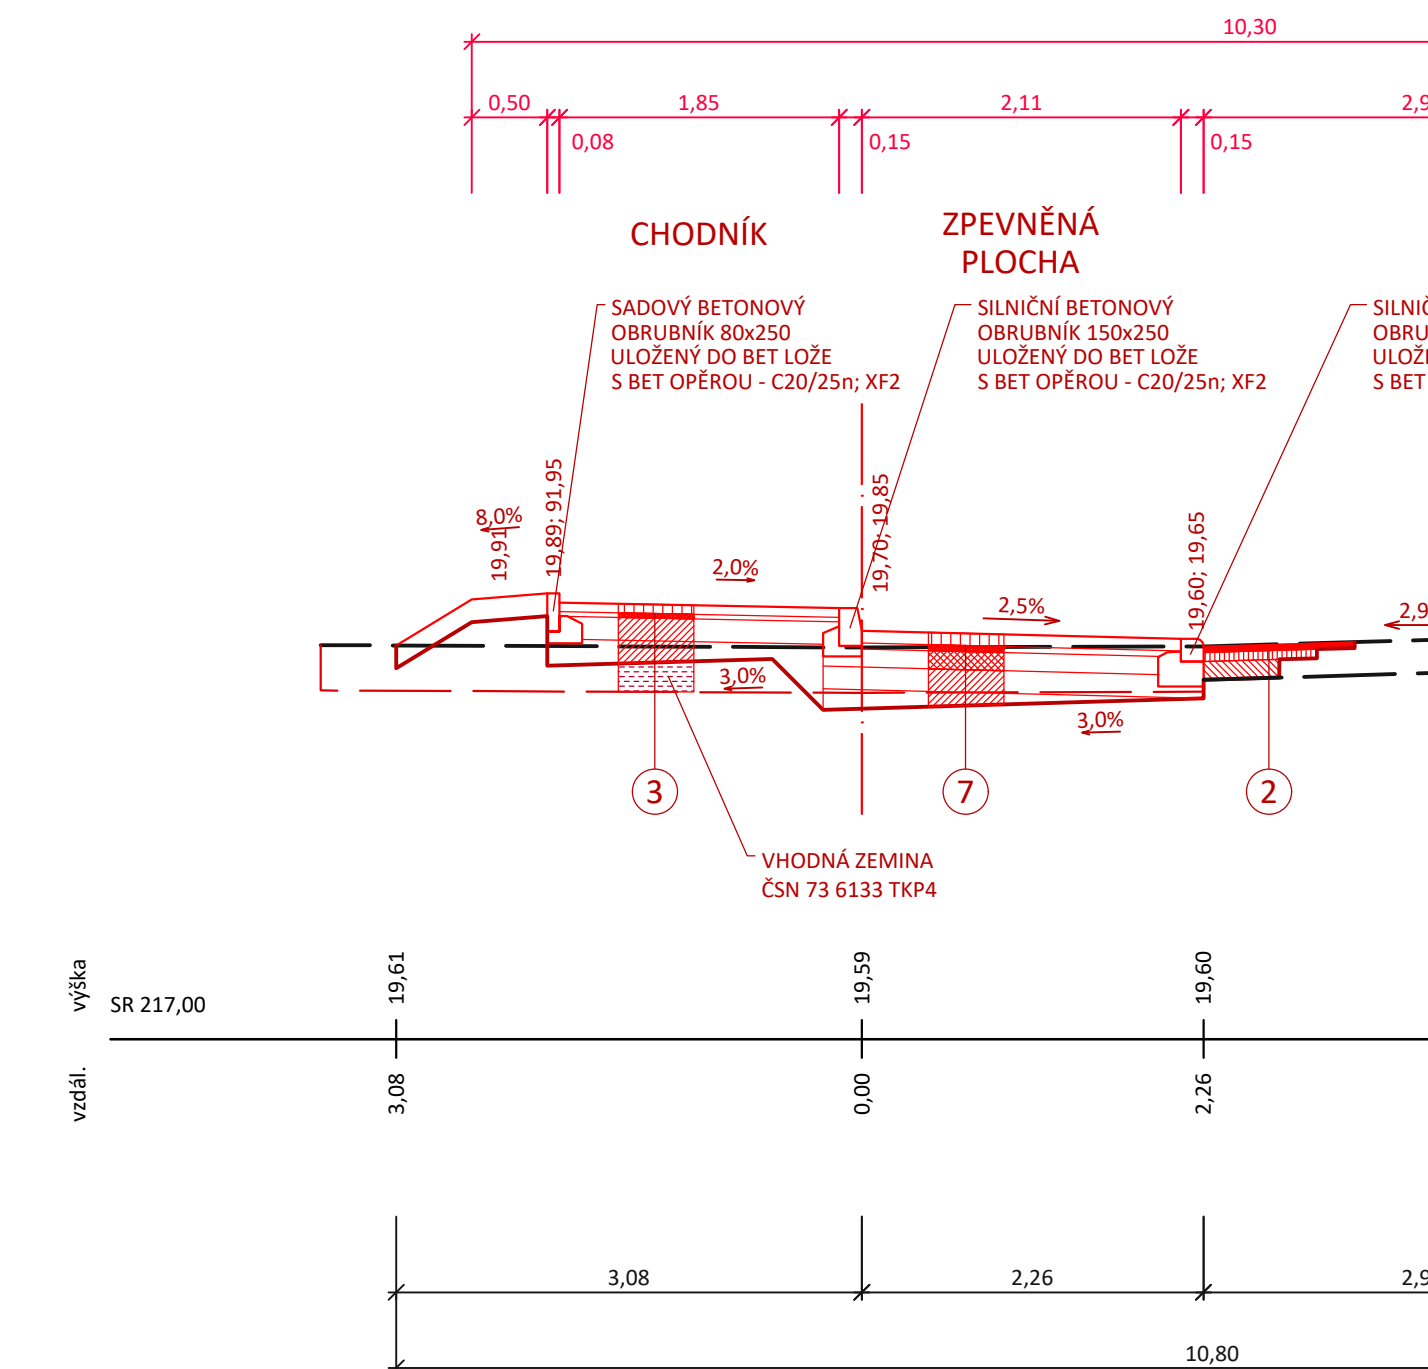 10,30
0,50
1,85
2,11
2,9
0,08
0,15
0,15
CHODNÍK
ZPEVNĚNÁ
PLOCHA
SADOVÝ BETONOVÝ
OBRUBNÍK 80x250
ULOŽENÝ DO BET LOŽE
S BET OPĚROU - C20/25n; XF2
SILNIČNÍ BETONOVÝ
OBRUBNÍK 150x250
ULOŽENÝ DO BET LOŽE
S BET OPĚROU - C20/25n; XF2
SILNIČ
OBRU
ULOŽE
S BET
8,0%
19,91
19,89; 91,95
2,0%
19,70; 19,85
2,5%
19,60; 19,65
2,9
3,0%
3,0%
3
7
2
VHODNÁ ZEMINA
ČSN 73 6133 TKP4
výška
SR 217,00
19,61
19,59
19,60
vzdál.
3,08
0,00
2,26
3,08
2,26
2,9
10,80